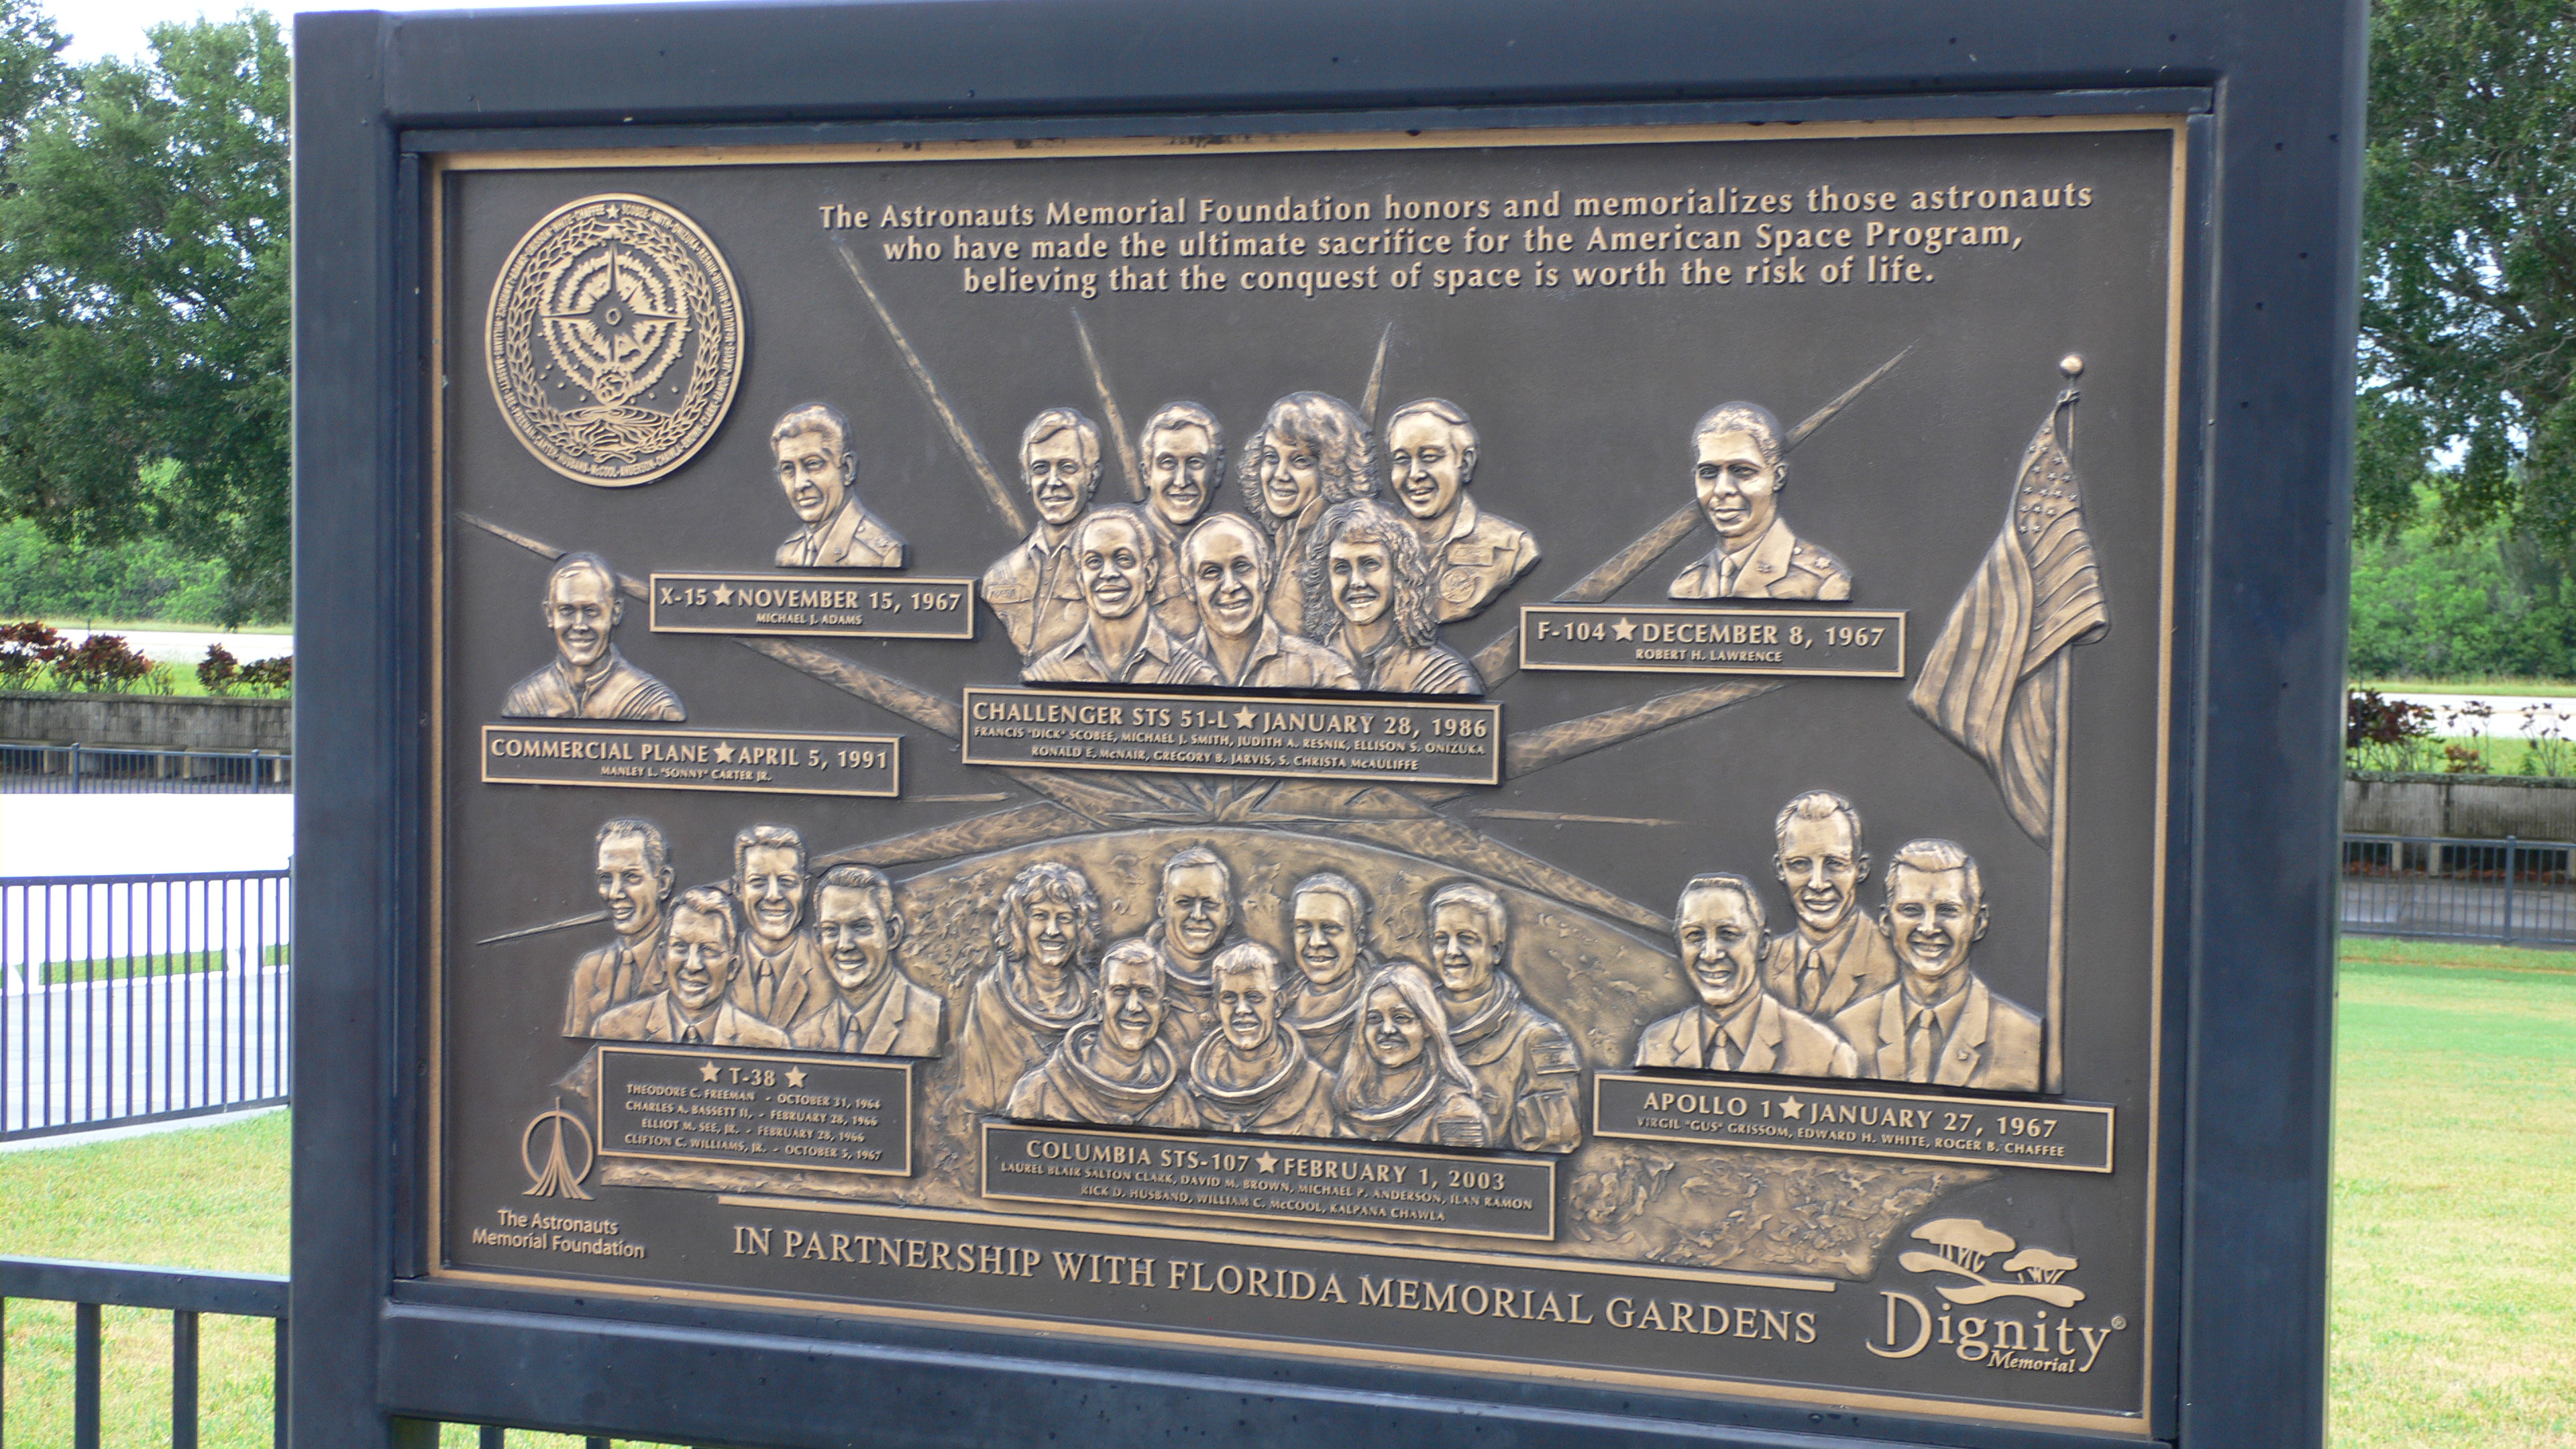 The Astronauts Memorial Foundation honors and memorializes those astronauts
who have made the ultimate sacrifice for the American Space Program,
believing that the conquest of space is worth the risk of life.
X-15 ★ NOVEMBER 15, 1967
MICHAEL J. ADAMS
F-104 ★ DECEMBER 8, 1967
ROBERT H. LAWRENCE
COMMERCIAL PLANE ★ APRIL 5, 1991
MANLEY L. "SONNY" CARTER JR.
CHALLENGER STS 51-L ★ JANUARY 28, 1986
FRANCIS "DICK" SCOBEE, MICHAEL J. SMITH, JUDITH A. RESNIK, ELLISON S. ONIZUKA
RONALD E. McNAIR, GREGORY B. JARVIS, S. CHRISTA McAULIFFE
★ T-38 ★
THEODORE C. FREEMAN - OCTOBER 31, 1964
CHARLES A. BASSETT II, - FEBRUARY 28, 1966
ELLIOT M. SEE, JR. - FEBRUARY 28, 1966
CLIFTON C. WILLIAMS, JR. - OCTOBER 5, 1967
COLUMBIA STS-107 ★ FEBRUARY 1, 2003
LAUREL BLAIR SALTON CLARK, DAVID M. BROWN, MICHAEL P. ANDERSON, ILAN RAMON
RICK D. HUSBAND, WILLIAM C. McCOOL, KALPANA CHAWLA
APOLLO 1 ★ JANUARY 27, 1967
VIRGIL "GUS" GRISSOM, EDWARD H. WHITE, ROGER B. CHAFFEE
The Astronauts
Memorial Foundation
IN PARTNERSHIP WITH FLORIDA MEMORIAL GARDENS
Dignity®
Memorial